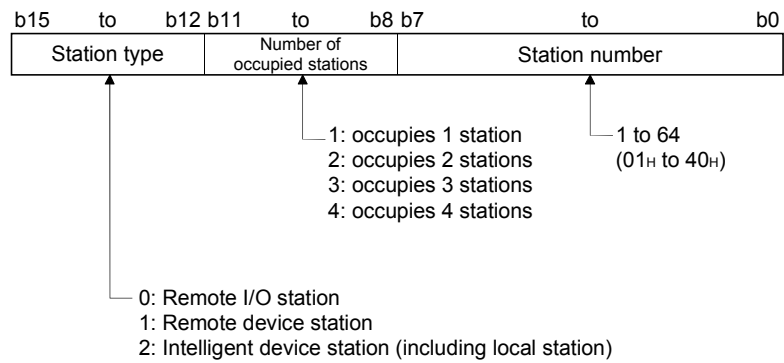 b15 to b12 b11 to b8 b7 to b0
Station type
Number of
occupied stations
Station number
1: occupies 1 station
2: occupies 2 stations
3: occupies 3 stations
4: occupies 4 stations
1 to 64
(01H to 40H)
0: Remote I/O station
1: Remote device station
2: Intelligent device station (including local station)